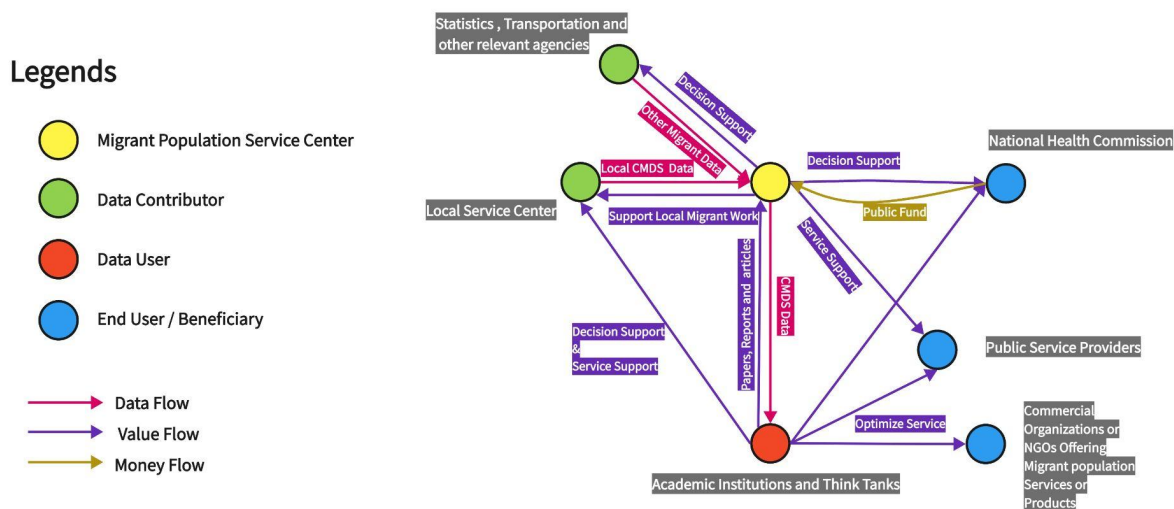 Legends
Migrant Population Service Center
Data Contributor
Data User
End User / Beneficiary
Data Flow
Value Flow
Money Flow
Statistics , Transportation and
other relevant agencies
Decision Support
Other Migrant Data
Local CMDS Data
Local Service Center
Support Local Migrant Work
Decision Support
National Health Commission
Public Fund
Service Support
Papers, Reports and articles
CMDS Data
Decision Support
&
Service Support
Public Service Providers
Optimize Service
Commercial
Organizations or
NGOs Offering
Migrant population
Services or
Products
Academic Institutions and Think Tanks